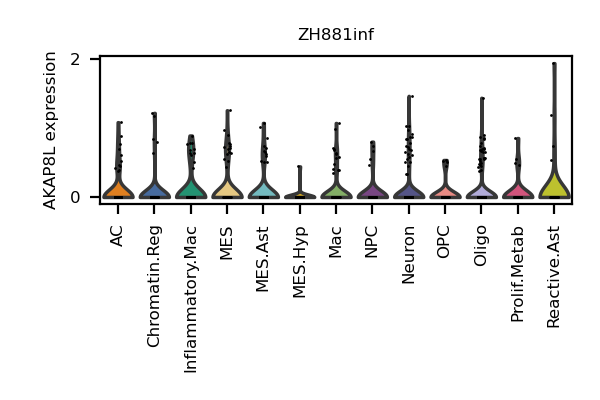 ZH881inf
AKAP8L expression
2
0
AC
Chromatin.Reg
Inflammatory.Mac
MES
MES.Ast
MES.Hyp
Mac
NPC
Neuron
OPC
Oligo
Prolif.Metab
Reactive.Ast